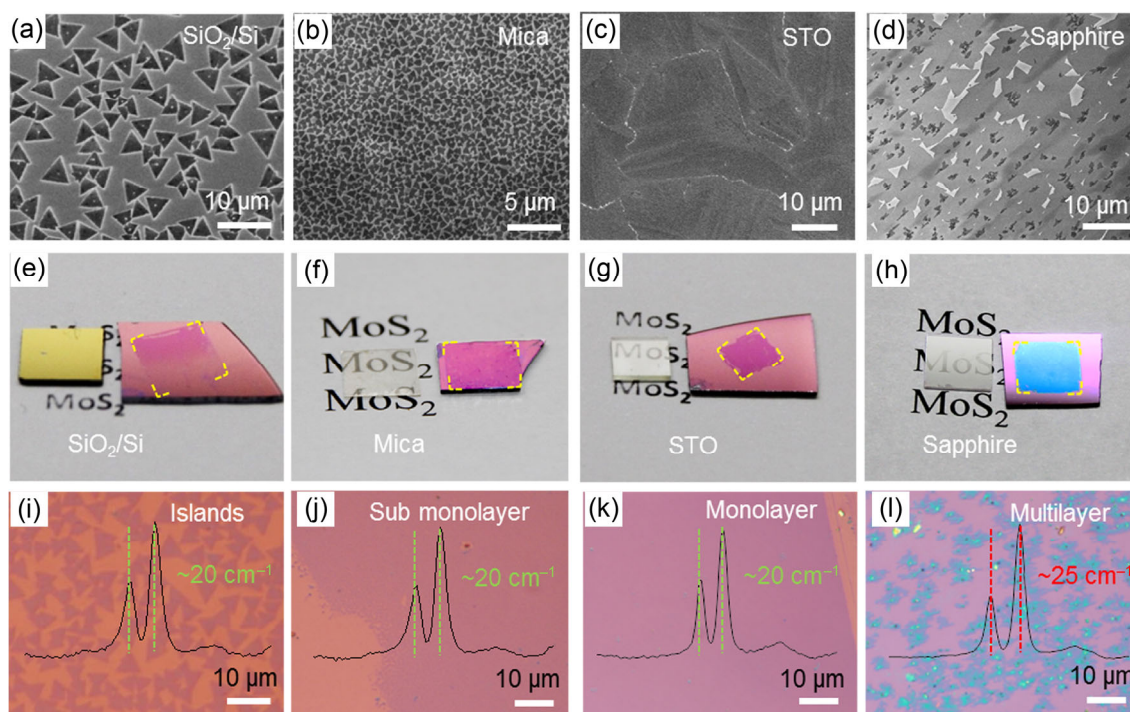 (a) SiO₂/Si
10 µm
(b) Mica
5 µm
(c) STO
10 µm
(d) Sapphire
10 µm
(e)
MoS₂
SiO₂/Si
(f)
MoS₂
MoS₂
MoS₂
Mica
(g)
MoS₂
MoS₂
MoS₂
STO
(h)
MoS₂
MoS₂
MoS₂
Sapphire
(i) Islands
~20 cm⁻¹
10 µm
(j) Sub monolayer
~20 cm⁻¹
10 µm
(k) Monolayer
~20 cm⁻¹
10 µm
(l) Multilayer
~25 cm⁻¹
10 µm